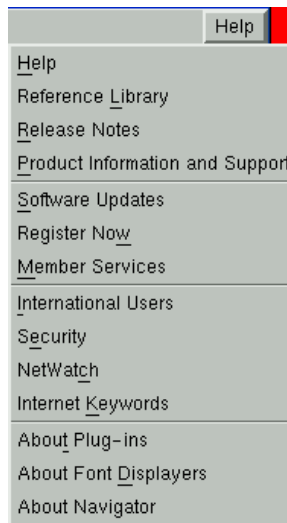 Help
Help
Reference Library
Release Notes
Product Information and Support
Software Updates
Register Now
Member Services
International Users
Security
NetWatch
Internet Keywords
About Plug-ins
About Font Displayers
About Navigator